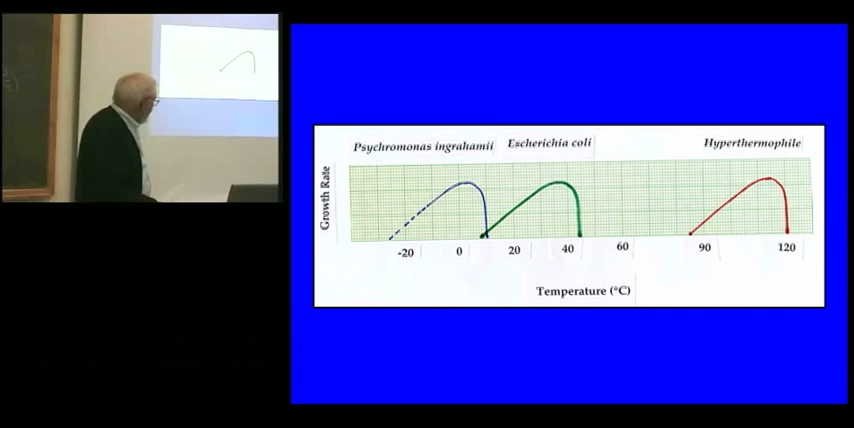 Psychromonas ingrahamii Escherichia coli Hyperthermophile
Growth Rate
-20 0 20 40 60 90 120
Temperature (°C)